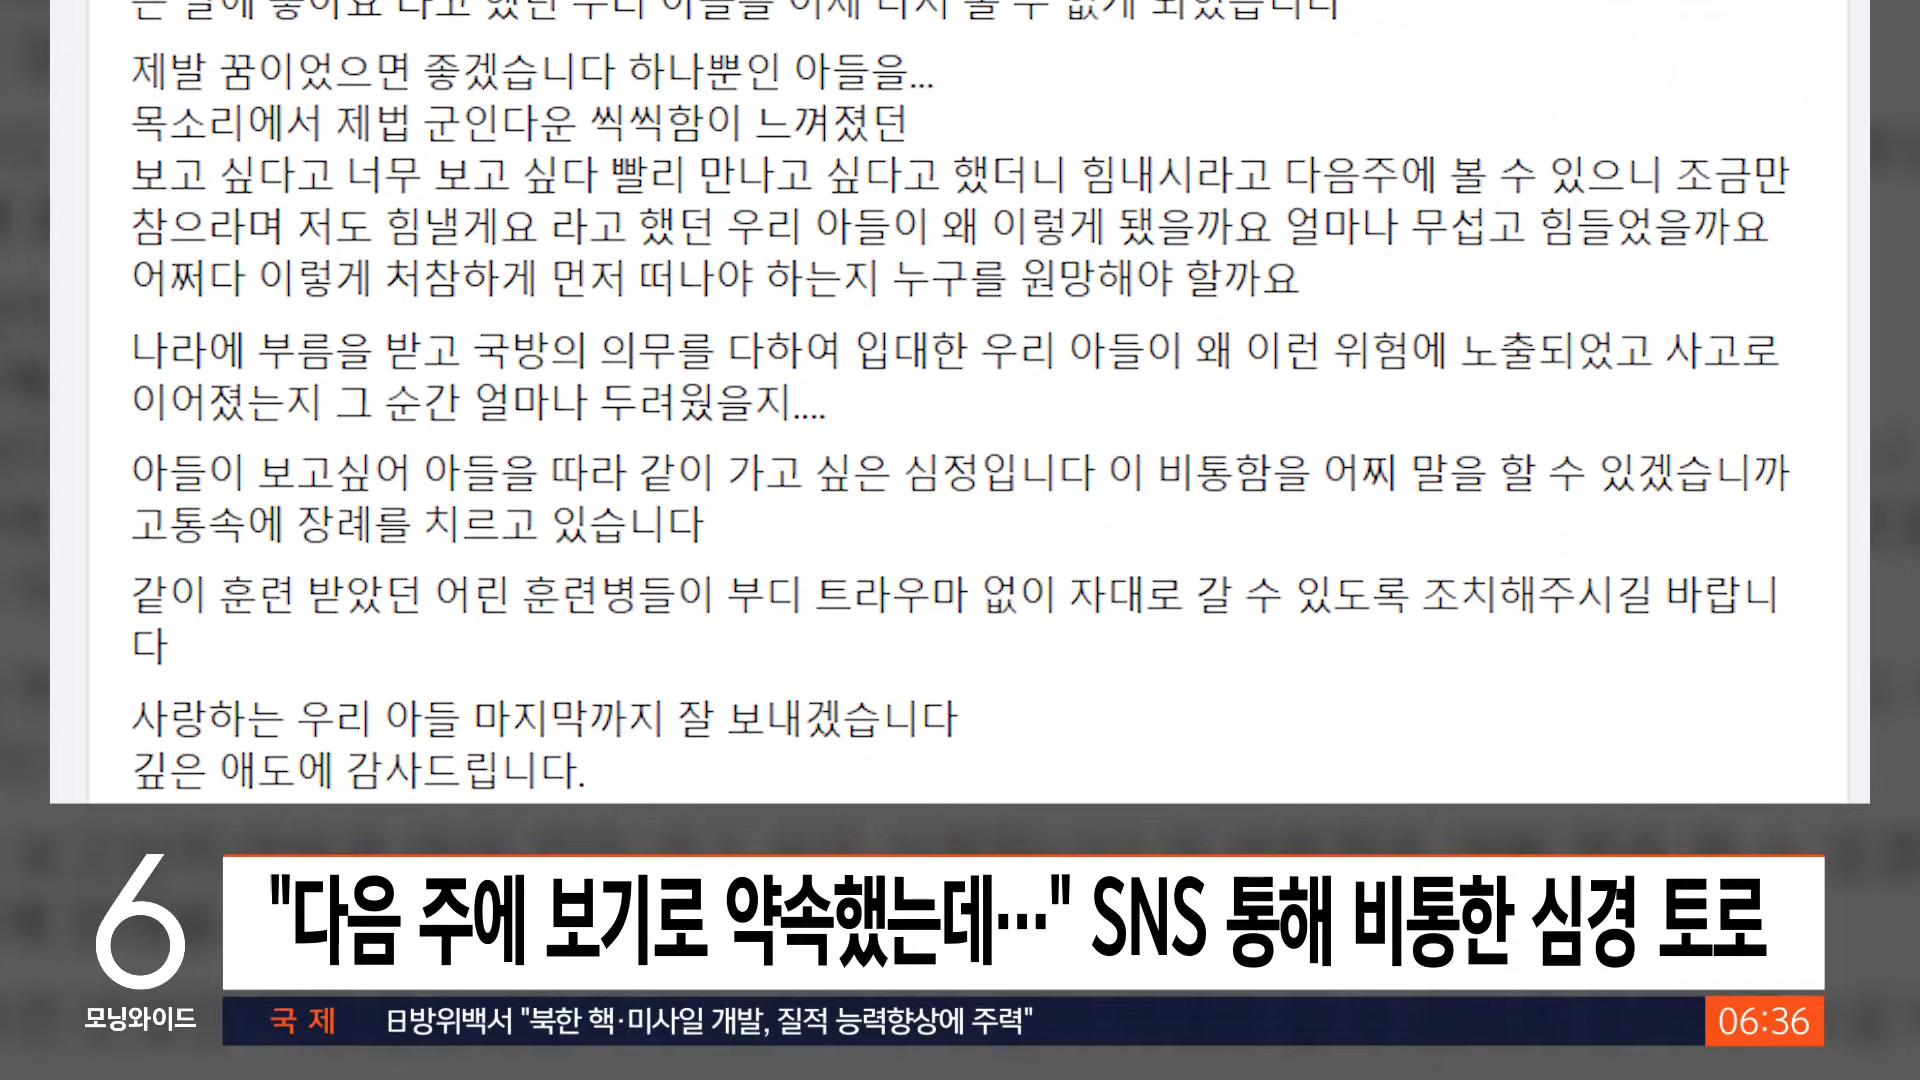 제발 꿈이었으면 좋겠습니다 하나뿐인 아들을...
목소리에서 제법 군인다운 씩씩함이 느껴졌던
보고 싶다고 너무 보고 싶다 빨리 만나고 싶다고 했더니 힘내시라고 다음주에 볼 수 있으니 조금만
참으라며 저도 힘낼게요 라고 했던 우리 아들이 왜 이렇게 됐을까요 얼마나 무섭고 힘들었을까요
어쩌다 이렇게 처참하게 먼저 떠나야 하는지 누구를 원망해야 할까요
나라에 부름을 받고 국방의 의무를 다하여 입대한 우리 아들이 왜 이런 위험에 노출되었고 사고로
이어졌는지 그 순간 얼마나 두려웠을지....
아들이 보고싶어 아들을 따라 같이 가고 싶은 심정입니다 이 비통함을 어찌 말을 할 수 있겠습니까
고통속에 장례를 치르고 있습니다
같이 훈련 받았던 어린 훈련병들이 부디 트라우마 없이 자대로 갈 수 있도록 조치해주시길 바랍니
다
사랑하는 우리 아들 마지막까지 잘 보내겠습니다
깊은 애도에 감사드립니다.
6
모닝와이드
"다음 주에 보기로 약속했는데…" SNS 통해 비통한 심경 토로
국 제 日방위백서 "북한 핵·미사일 개발, 질적 능력향상에 주력" 06:36